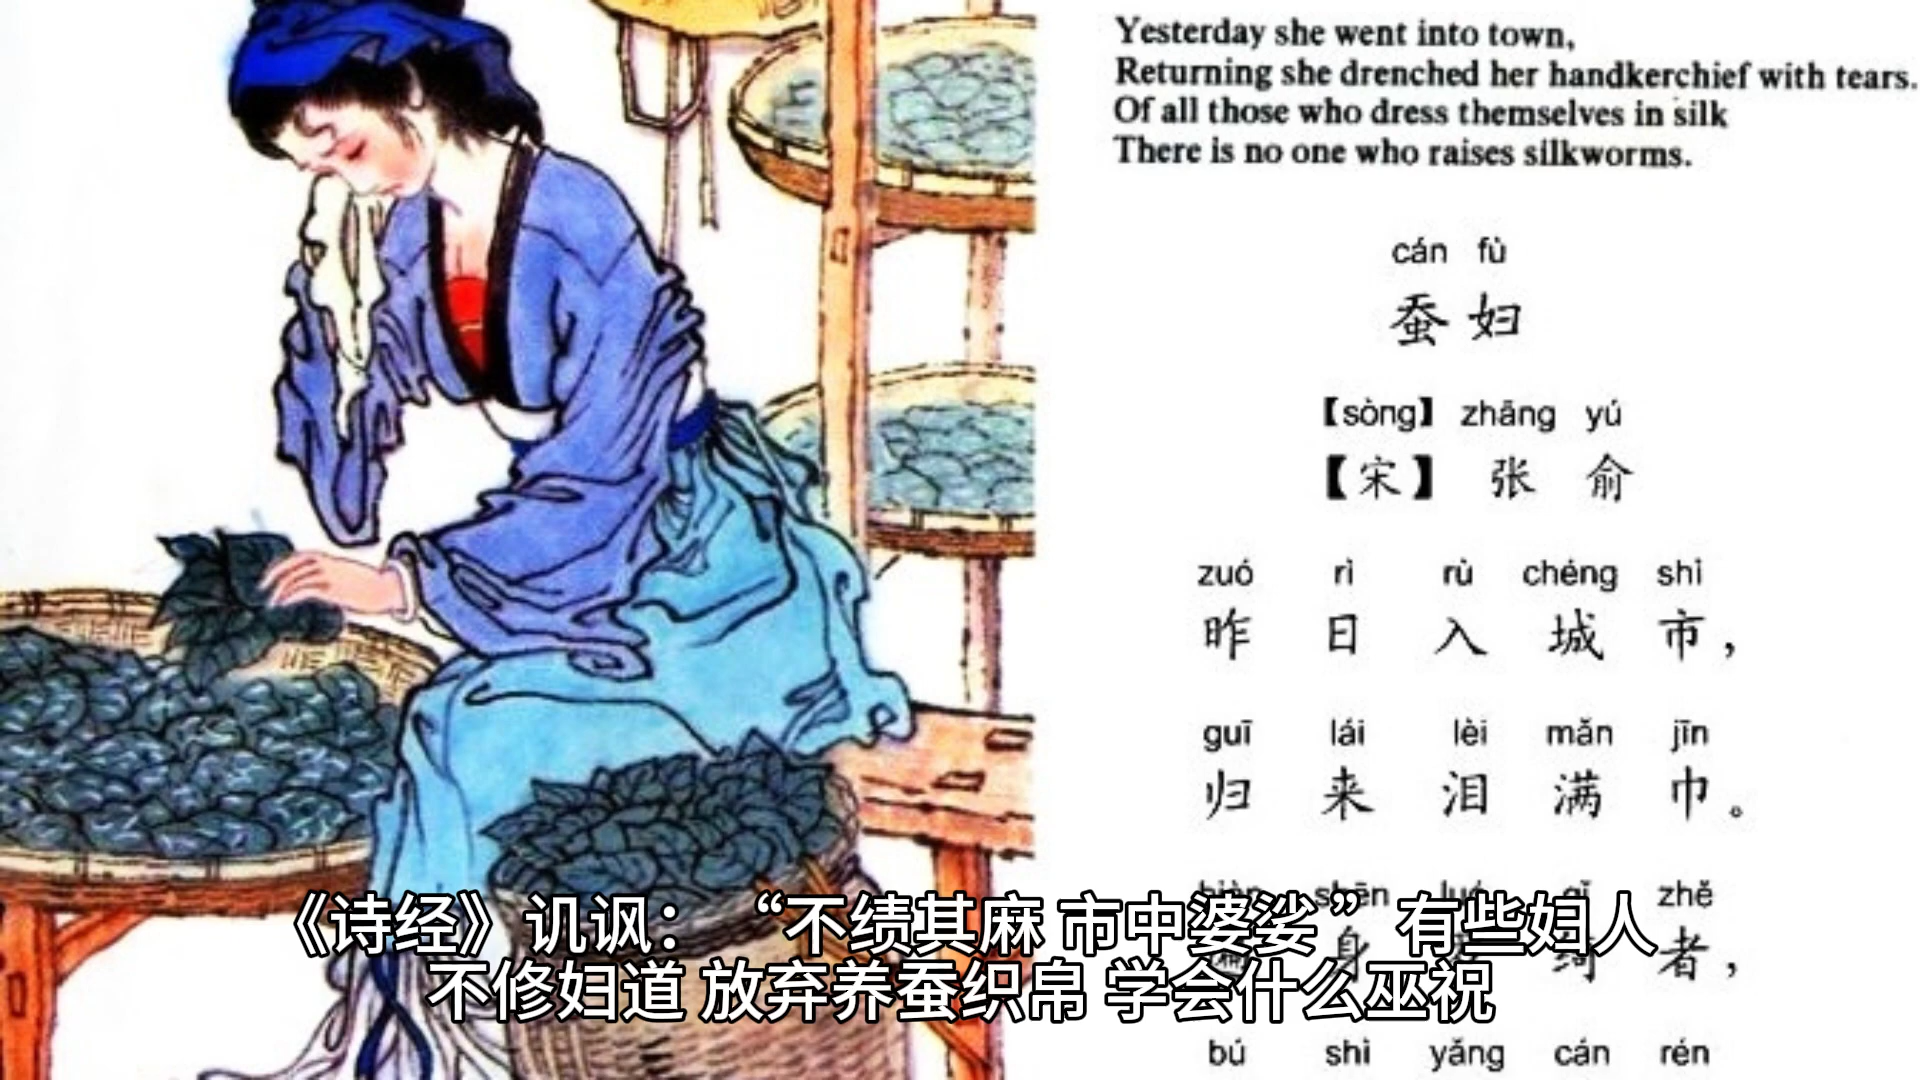 Yesterday she went into town,
Returning she drenched her handkerchief with tears.
Of all those who dress themselves in silk
There is no one who raises silkworms.
cán fù
蚕妇
【sòng】 zhāng yú
【宋】 张 俞
zuó rì rù chéng shì
昨 日 入 城 市，
guī lái lèi mǎn jīn
归 来 泪 满 巾。
shēn zhě
身 者，
《诗经》讥讽：“不绩其麻 市中婆娑” 有些妇人
不修妇道 放弃养蚕织帛 学会什么巫祝
bú shì yǎng cán rén